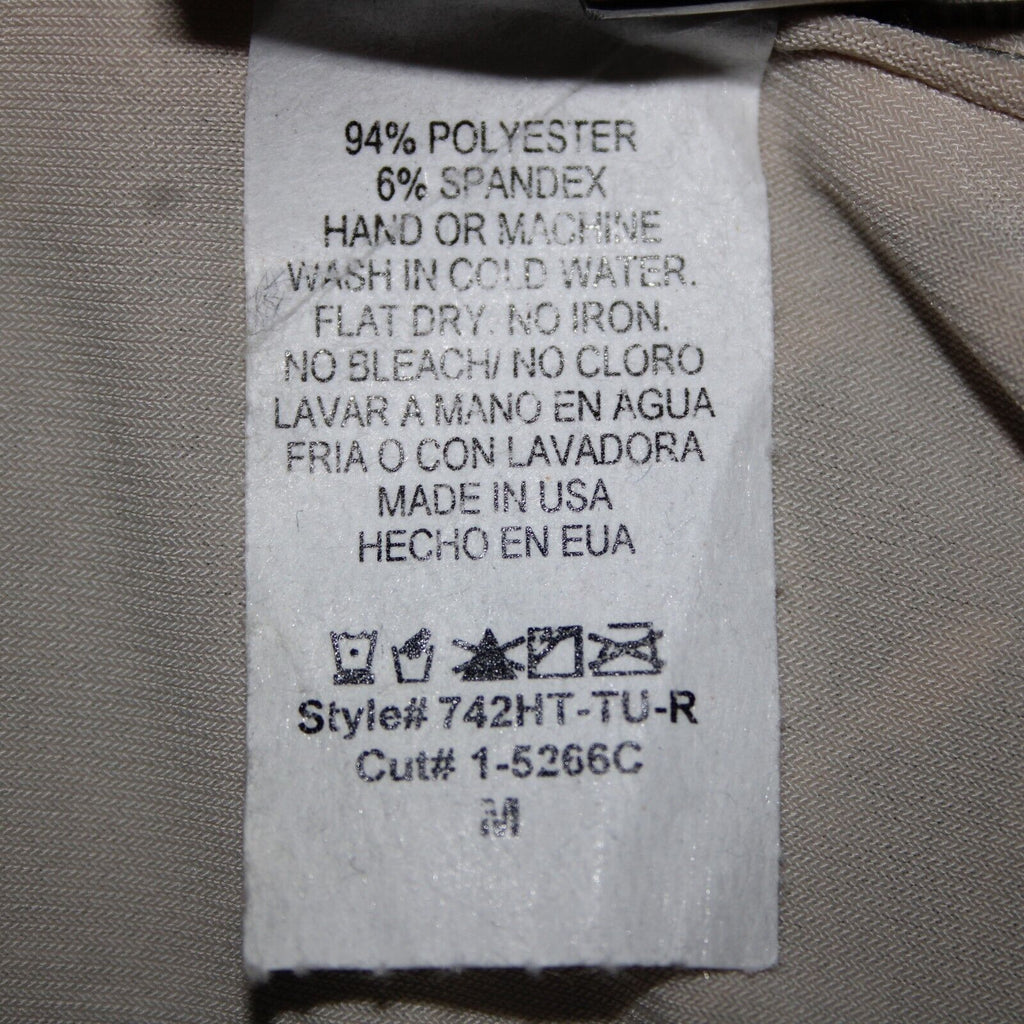 94% POLYESTER
6% SPANDEX
HAND OR MACHINE
WASH IN COLD WATER.
FLAT DRY. NO IRON.
NO BLEACH/ NO CLORO
LAVAR A MANO EN AGUA
FRIA O CON LAVADORA
MADE IN USA
HECHO EN EUA
Style# 742HT-TU-R
Cut# 1-5266C
M